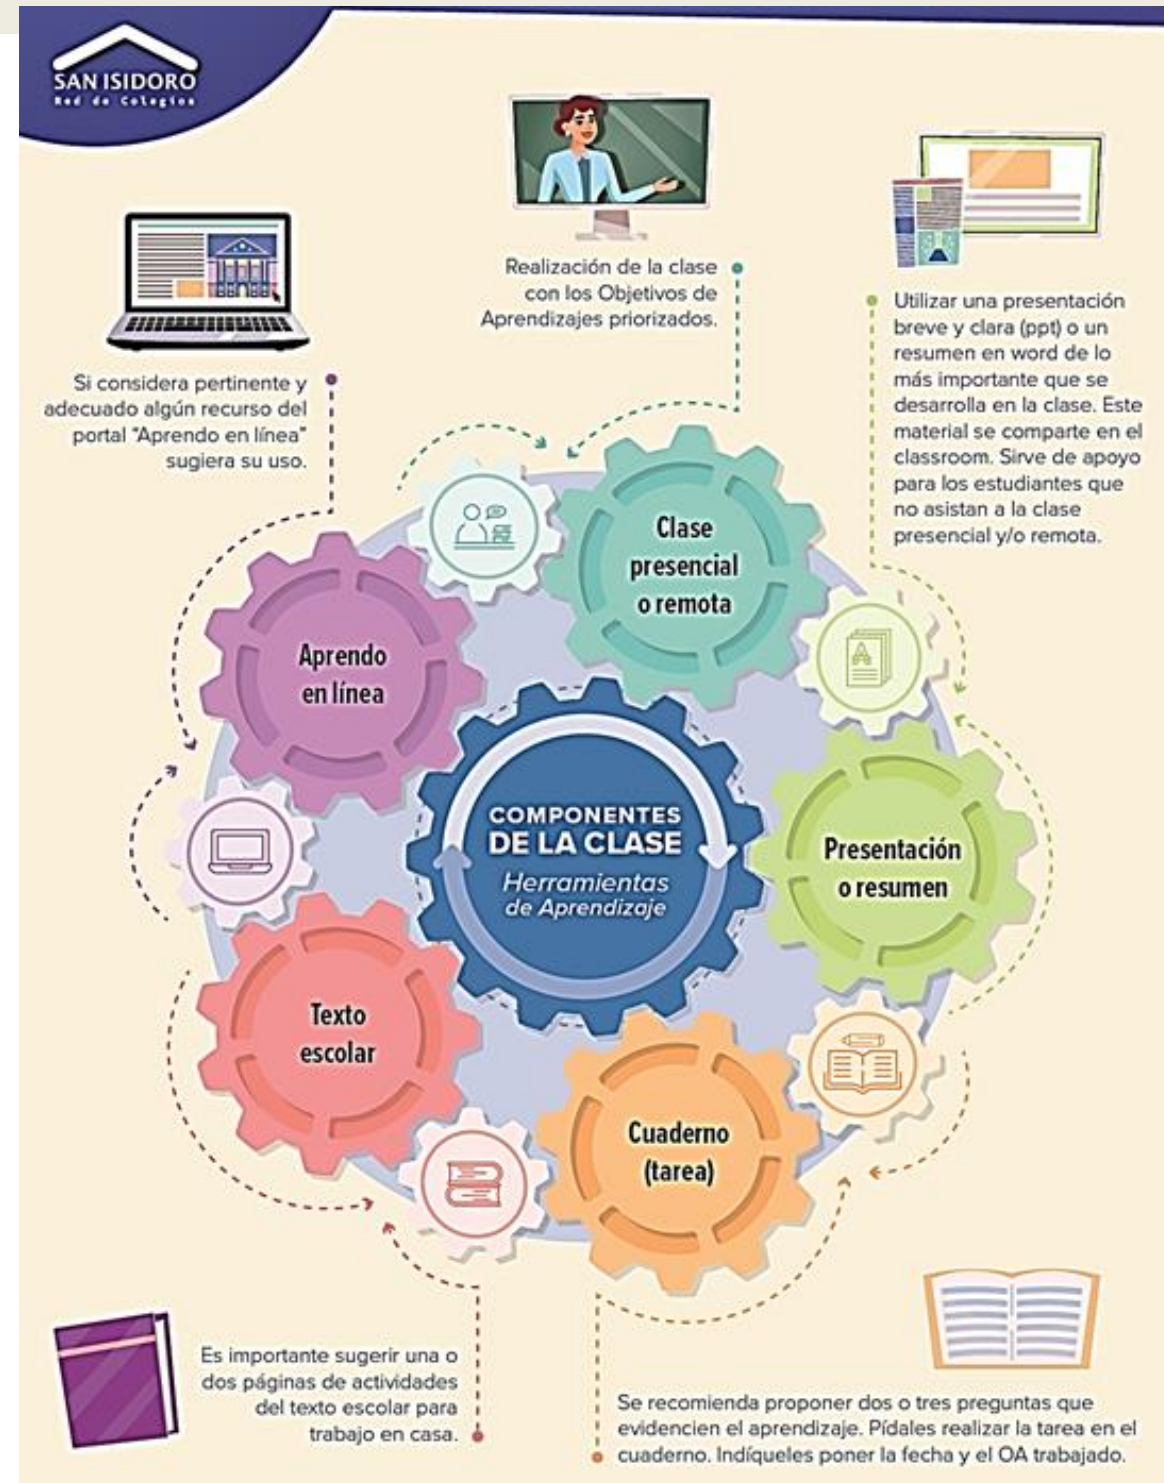 SAN ISIDORO
Red de Colegios
Realización de la clase
con los Objetivos de
Aprendizajes priorizados.
Utilizar una presentación
breve y clara (ppt) o un
resumen en word de lo
más importante que se
desarrolla en la clase. Este
material se comparte en el
classroom. Sirve de apoyo
para los estudiantes que
no asistan a la clase
presencial y/o remota.
Si considera pertinente y
adecuado algún recurso del
portal "Aprendo en línea"
sugiera su uso.
Clase
presencial
o remota
Aprendo
en línea
A
COMPONENTES
DE LA CLASE
Herramientas
de Aprendizaje
Presentación
o resumen
Texto
escolar
Cuaderno
(tarea)
Es importante sugerir una o
dos páginas de actividades
del texto escolar para
trabajo en casa.
Se recomienda proponer dos o tres preguntas que
evidencien el aprendizaje. Pídales realizar la tarea en el
cuaderno. Indíqueles poner la fecha y el OA trabajado.